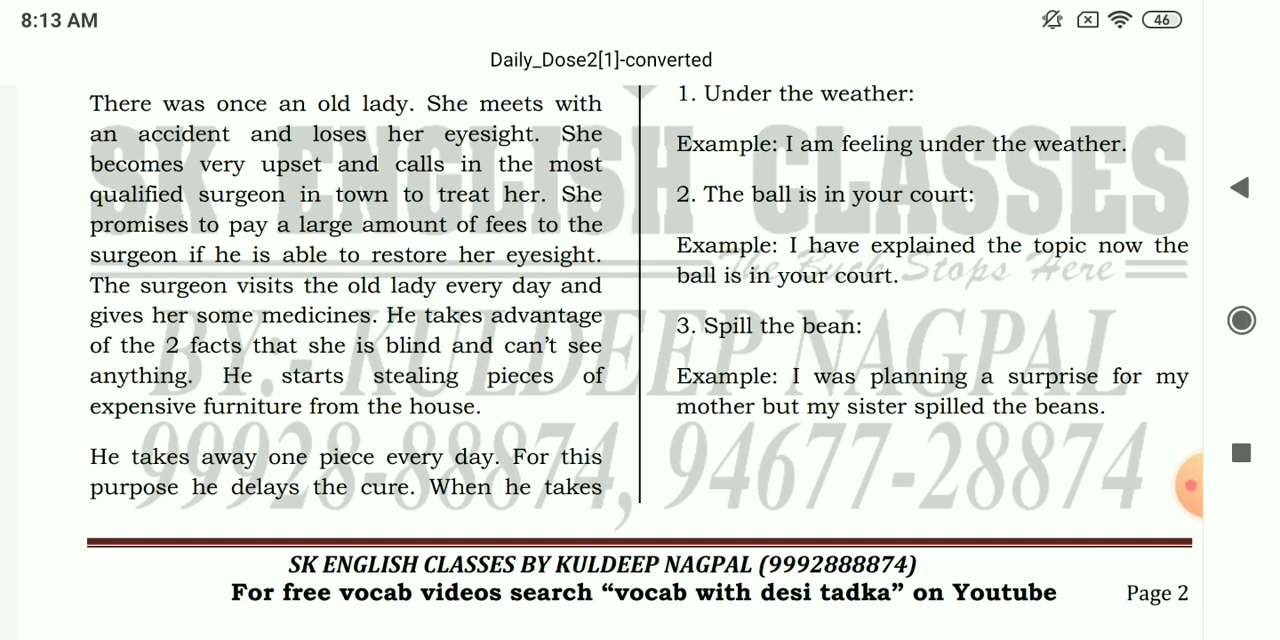 8:13 AM
46
Daily_Dose2[1]-converted
There was once an old lady. She meets with
an accident and loses her eyesight. She
becomes very upset and calls in the most
qualified surgeon in town to treat her. She
promises to pay a large amount of fees to the
surgeon if he is able to restore her eyesight.
The surgeon visits the old lady every day and
gives her some medicines. He takes advantage
of the 2 facts that she is blind and can’t see
anything. He starts stealing pieces of
expensive furniture from the house.
He takes away one piece every day. For this
purpose he delays the cure. When he takes
1. Under the weather:
Example: I am feeling under the weather.
2. The ball is in your court:
Example: I have explained the topic now the
ball is in your court.
3. Spill the bean:
Example: I was planning a surprise for my
mother but my sister spilled the beans.
SK ENGLISH CLASSES
The Buck Stops Here
BY:- KULDEEP NAGPAL
99928-88874, 94677-28874
SK ENGLISH CLASSES BY KULDEEP NAGPAL (9992888874)
For free vocab videos search “vocab with desi tadka” on Youtube
Page 2